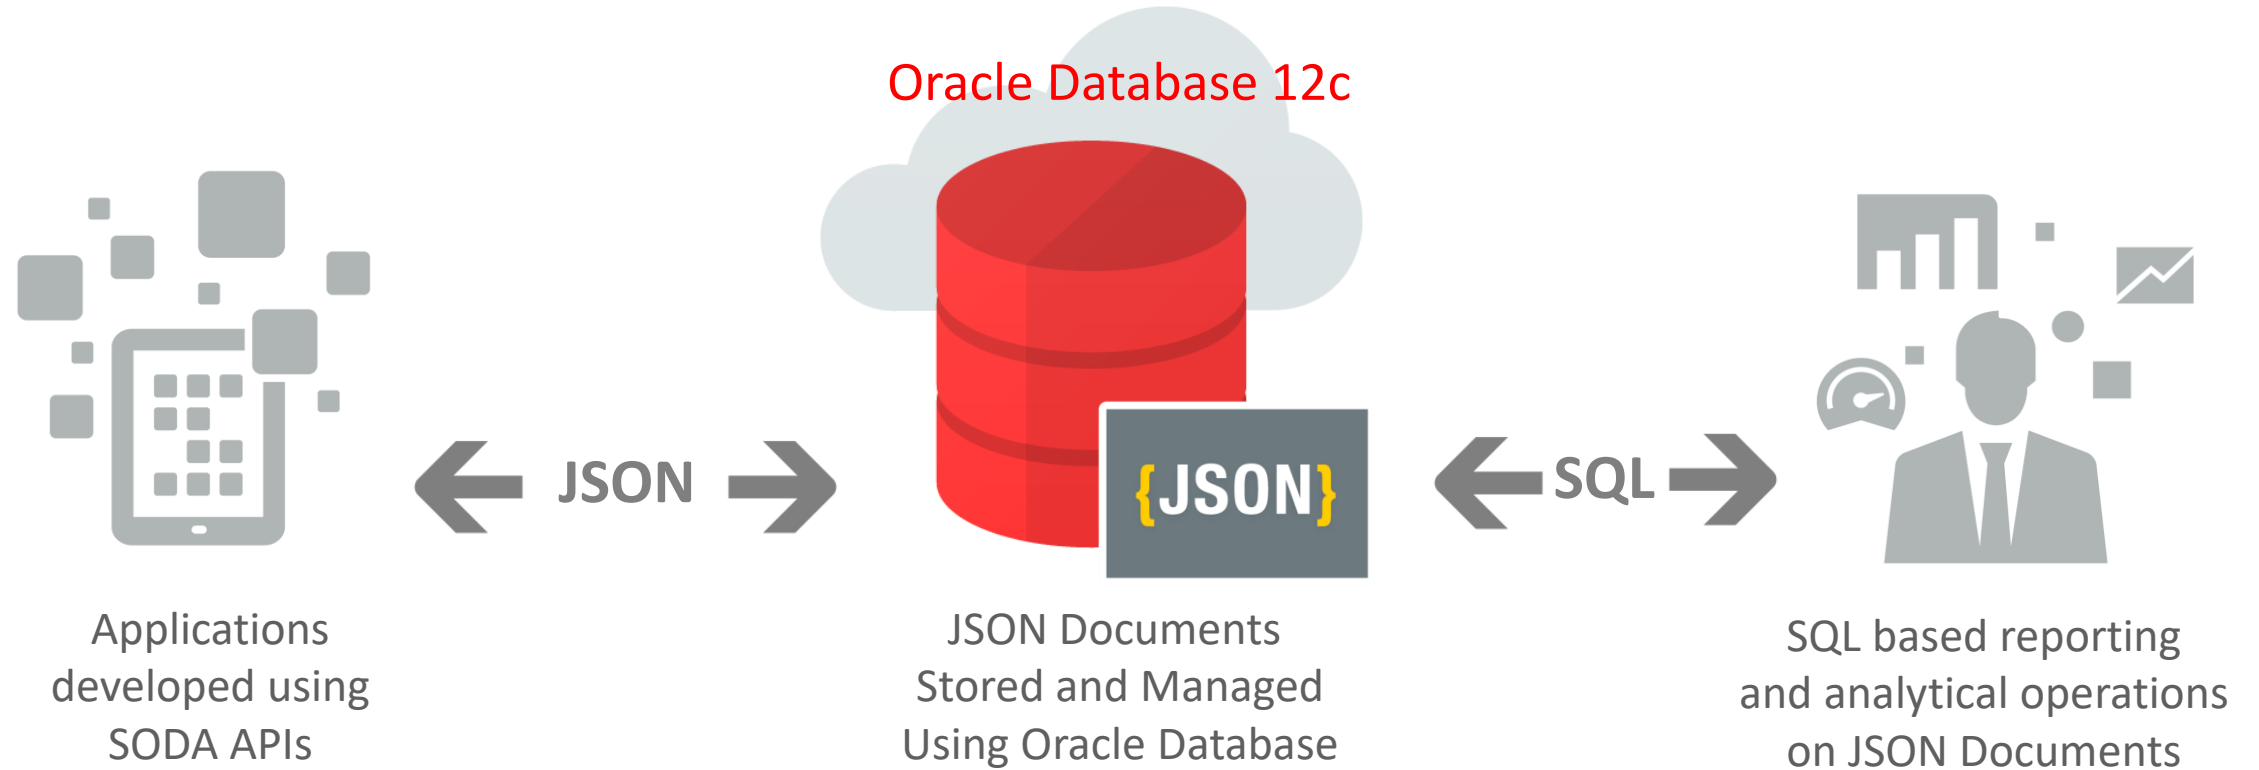 Oracle Database 12c
JSON
{JSON}
SQL
Applications
developed using
SODA APIs
JSON Documents
Stored and Managed
Using Oracle Database
SQL based reporting
and analytical operations
on JSON Documents